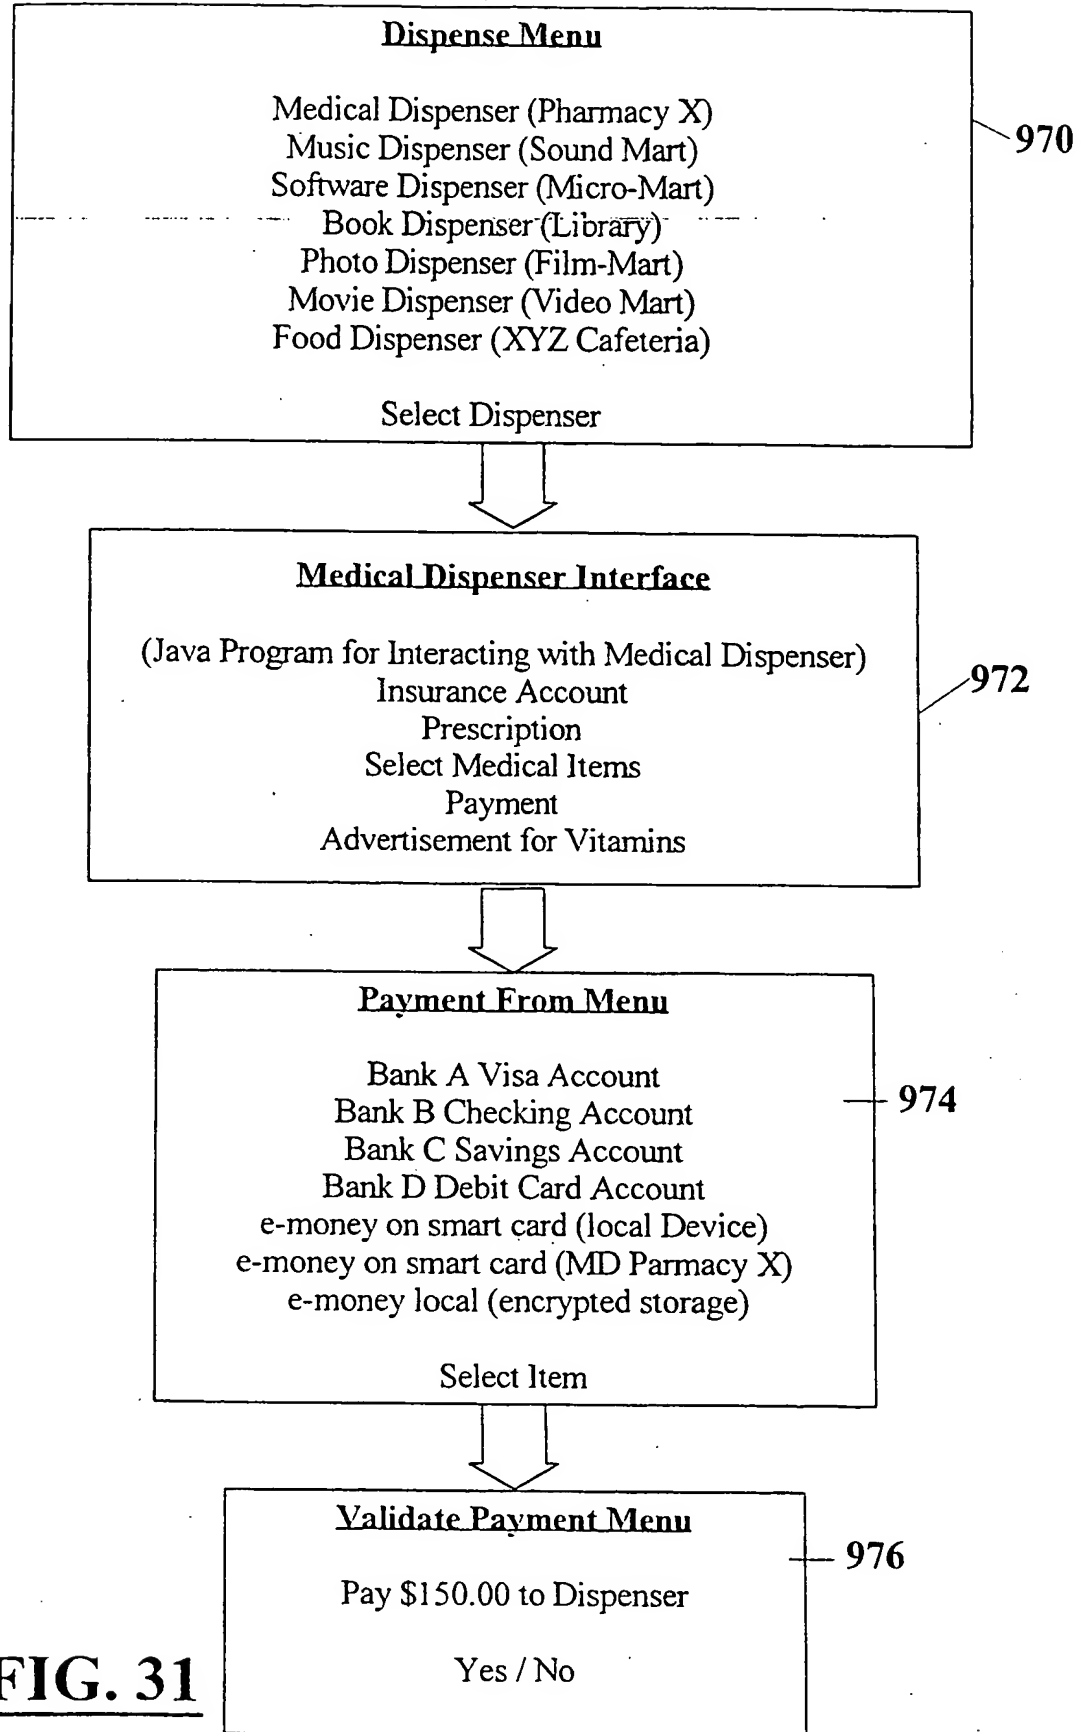 Dispense Menu
Medical Dispenser (Pharmacy X)
Music Dispenser (Sound Mart)
Software Dispenser (Micro-Mart)
Book Dispenser (Library)
Photo Dispenser (Film-Mart)
Movie Dispenser (Video Mart)
Food Dispenser (XYZ Cafeteria)
Select Dispenser
970
Medical Dispenser Interface
(Java Program for Interacting with Medical Dispenser)
Insurance Account
Prescription
Select Medical Items
Payment
Advertisement for Vitamins
972
Payment From Menu
Bank A Visa Account
Bank B Checking Account
Bank C Savings Account
Bank D Debit Card Account
e-money on smart card (local Device)
e-money on smart card (MD Parmacy X)
e-money local (encrypted storage)
Select Item
974
Validate Payment Menu
Pay $150.00 to Dispenser
Yes / No
976
FIG. 31